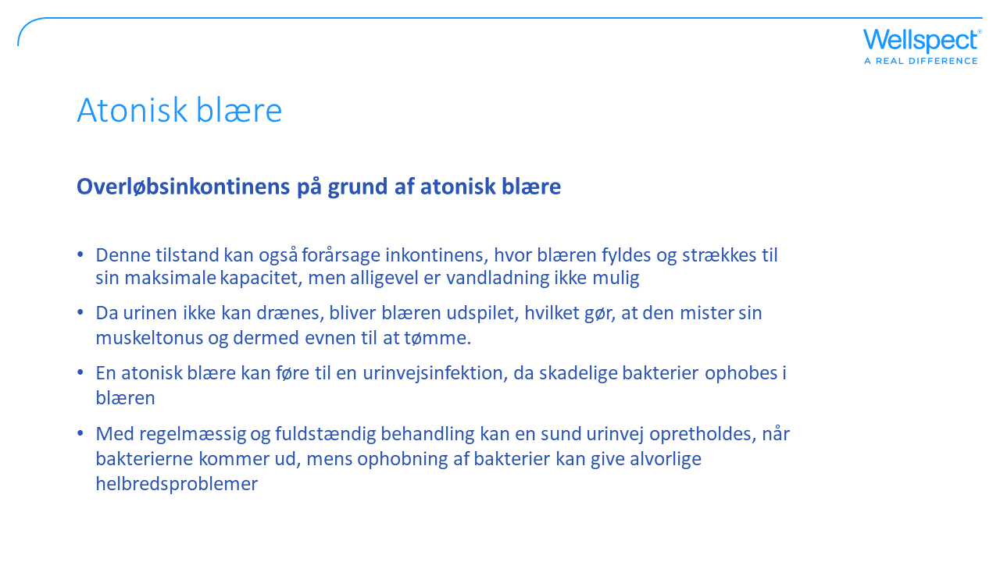 Wellspect®
A REAL DIFFERENCE
Atonisk blære
Overløbsinkontinens på grund af atonisk blære
• Denne tilstand kan også forårsage inkontinens, hvor blæren fyldes og strækkes til
sin maksimale kapacitet, men alligevel er vandladning ikke mulig
• Da urinen ikke kan drænes, bliver blæren udspilet, hvilket gør, at den mister sin
muskeltonus og dermed evnen til at tømme.
• En atonisk blære kan føre til en urinvejsinfektion, da skadelige bakterier ophobes i
blæren
• Med regelmæssig og fuldstændig behandling kan en sund urinvej opretholdes, når
bakterierne kommer ud, mens ophobning af bakterier kan give alvorlige
helbredsproblemer